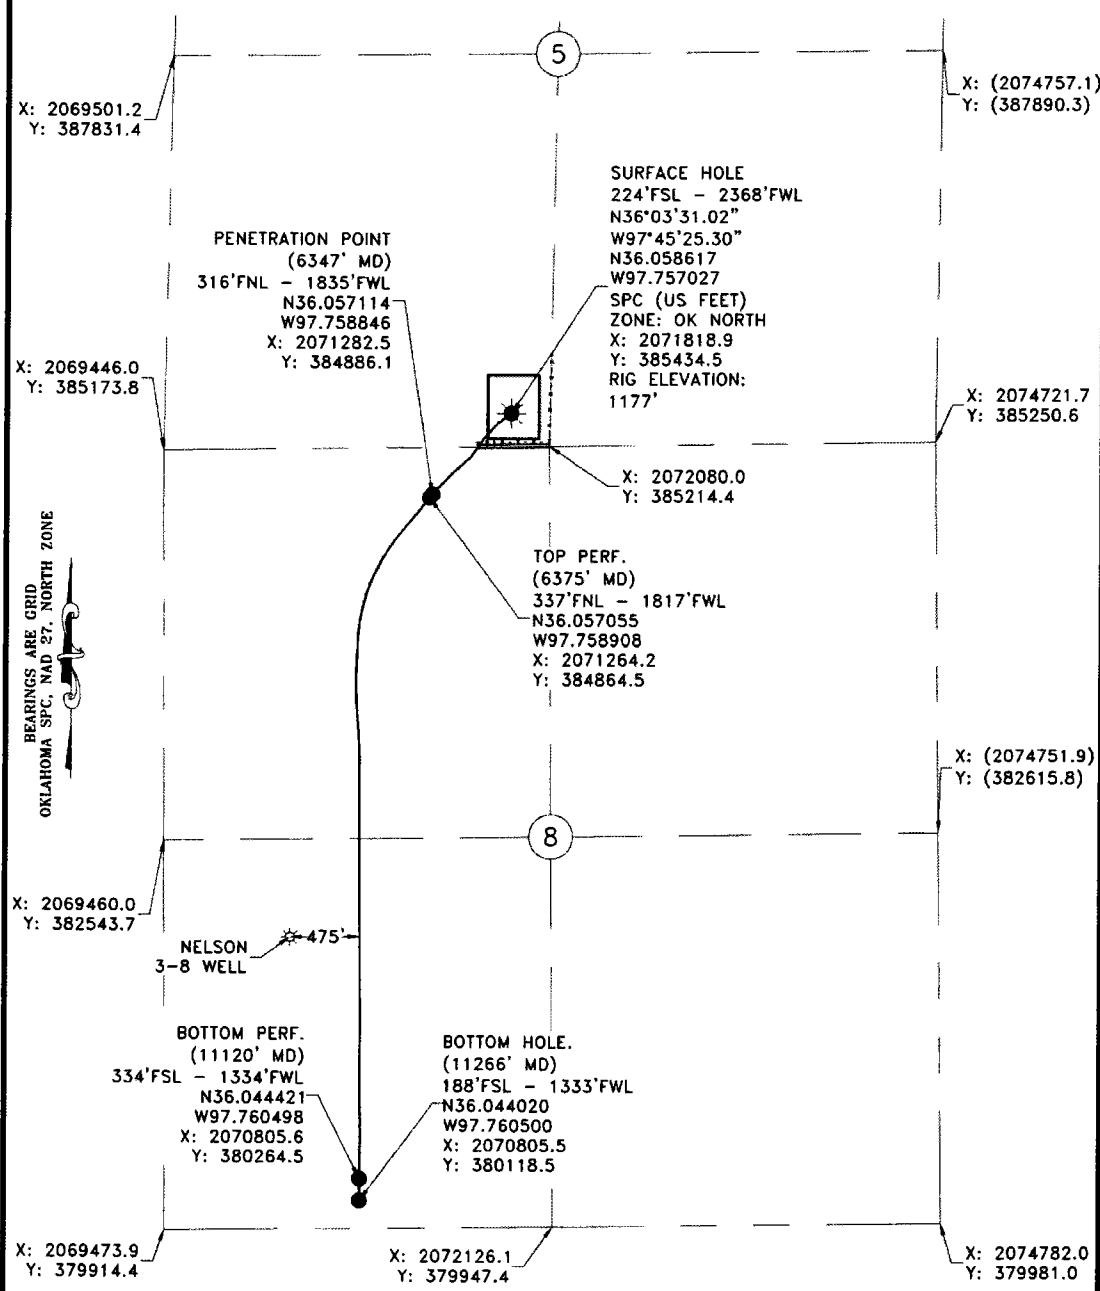 5
X: 2069501.2
Y: 387831.4
X: (2074757.1)
Y: (387890.3)
SURFACE HOLE
224'FSL - 2368'FWL
N36°03'31.02"
W97°45'25.30"
N36.058617
W97.757027
SPC (US FEET)
ZONE: OK NORTH
X: 2071818.9
Y: 385434.5
RIG ELEVATION:
1177'
PENETRATION POINT
(6347' MD)
316'FNL - 1835'FWL
N36.057114
W97.758846
X: 2071282.5
Y: 384886.1
X: 2069446.0
Y: 385173.8
X: 2074721.7
Y: 385250.6
X: 2072080.0
Y: 385214.4
TOP PERF.
(6375' MD)
337'FNL - 1817'FWL
N36.057055
W97.758908
X: 2071264.2
Y: 384864.5
BEARINGS ARE GRID
OKLAHOMA SPC, NAD 27, NORTH ZONE
X: (2074751.9)
Y: (382615.8)
8
X: 2069460.0
Y: 382543.7
475'
NELSON
3-8 WELL
BOTTOM PERF.
(11120' MD)
334'FSL - 1334'FWL
N36.044421
W97.760498
X: 2070805.6
Y: 380264.5
BOTTOM HOLE.
(11266' MD)
188'FSL - 1333'FWL
N36.044020
W97.760500
X: 2070805.5
Y: 380118.5
X: 2069473.9
Y: 379914.4
X: 2072126.1
Y: 379947.4
X: 2074782.0
Y: 379981.0